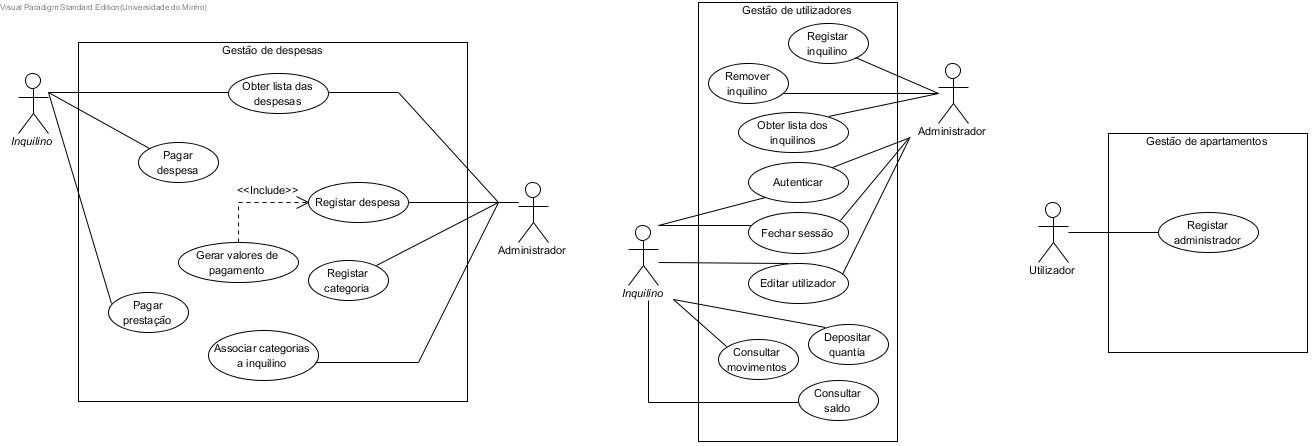 Visual Paradigm Standard Edition(Universidade do Minho)
Gestão de despesas
Obter lista das
despesas
Inquilino
Pagar
despesa
<<Include>>
Registar despesa
Administrador
Gerar valores de
pagamento
Registar
categoria
Pagar
prestação
Associar categorias
a inquilino
Gestão de utilizadores
Registar
inquilino
Remover
inquilino
Administrador
Obter lista dos
inquilinos
Autenticar
Fechar sessão
Inquilino
Editar utilizador
Depositar
quantia
Consultar
movimentos
Consultar
saldo
Gestão de apartamentos
Utilizador
Registar
administrador